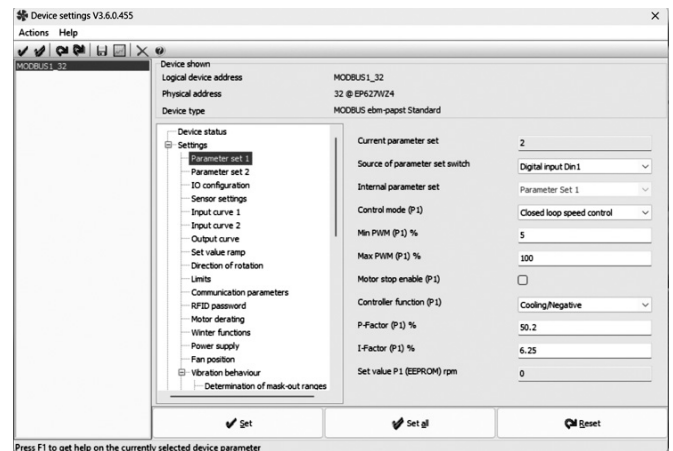 Device settings V3.6.0.455
Actions Help
MODBUS1_32
Device shown
Logical device address MODBUS1_32
Physical address 32 @ EP627WZ4
Device type MODBUS ebm-papst Standard
Device status
Settings
Parameter set 1
Parameter set 2
IO configuration
Sensor settings
Input curve 1
Input curve 2
Output curve
Set value ramp
Direction of rotation
Limits
Communication parameters
RFID password
Motor derating
Winter functions
Power supply
Fan position
Vibration behaviour
Determination of mask-out ranges
Current parameter set 2
Source of parameter set switch Digital input Din1
Internal parameter set Parameter Set 1
Control mode (P1) Closed loop speed control
Min PWM (P1) % 5
Max PWM (P1) % 100
Motor stop enable (P1)
Controller function (P1) Cooling/Negative
P-Factor (P1) % 50.2
I-Factor (P1) % 6.25
Set value P1 (EEPROM) rpm 0
Set Set all Reset
Press F1 to get help on the currently selected device parameter